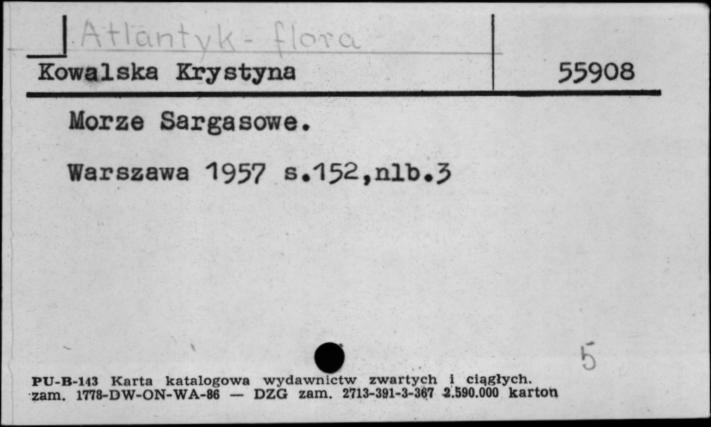 Atlantyk - flora
Kowalska Krystyna 55908
Morze Sargasowe.
Warszawa 1957 s.152,nlb.3
5
PU-B-143 Karta katalogowa wydawnictw zwartych i ciągłych.
zam. 1778-DW-ON-WA-86 — DZG zam. 2713-391-3-367 2.590.000 karton